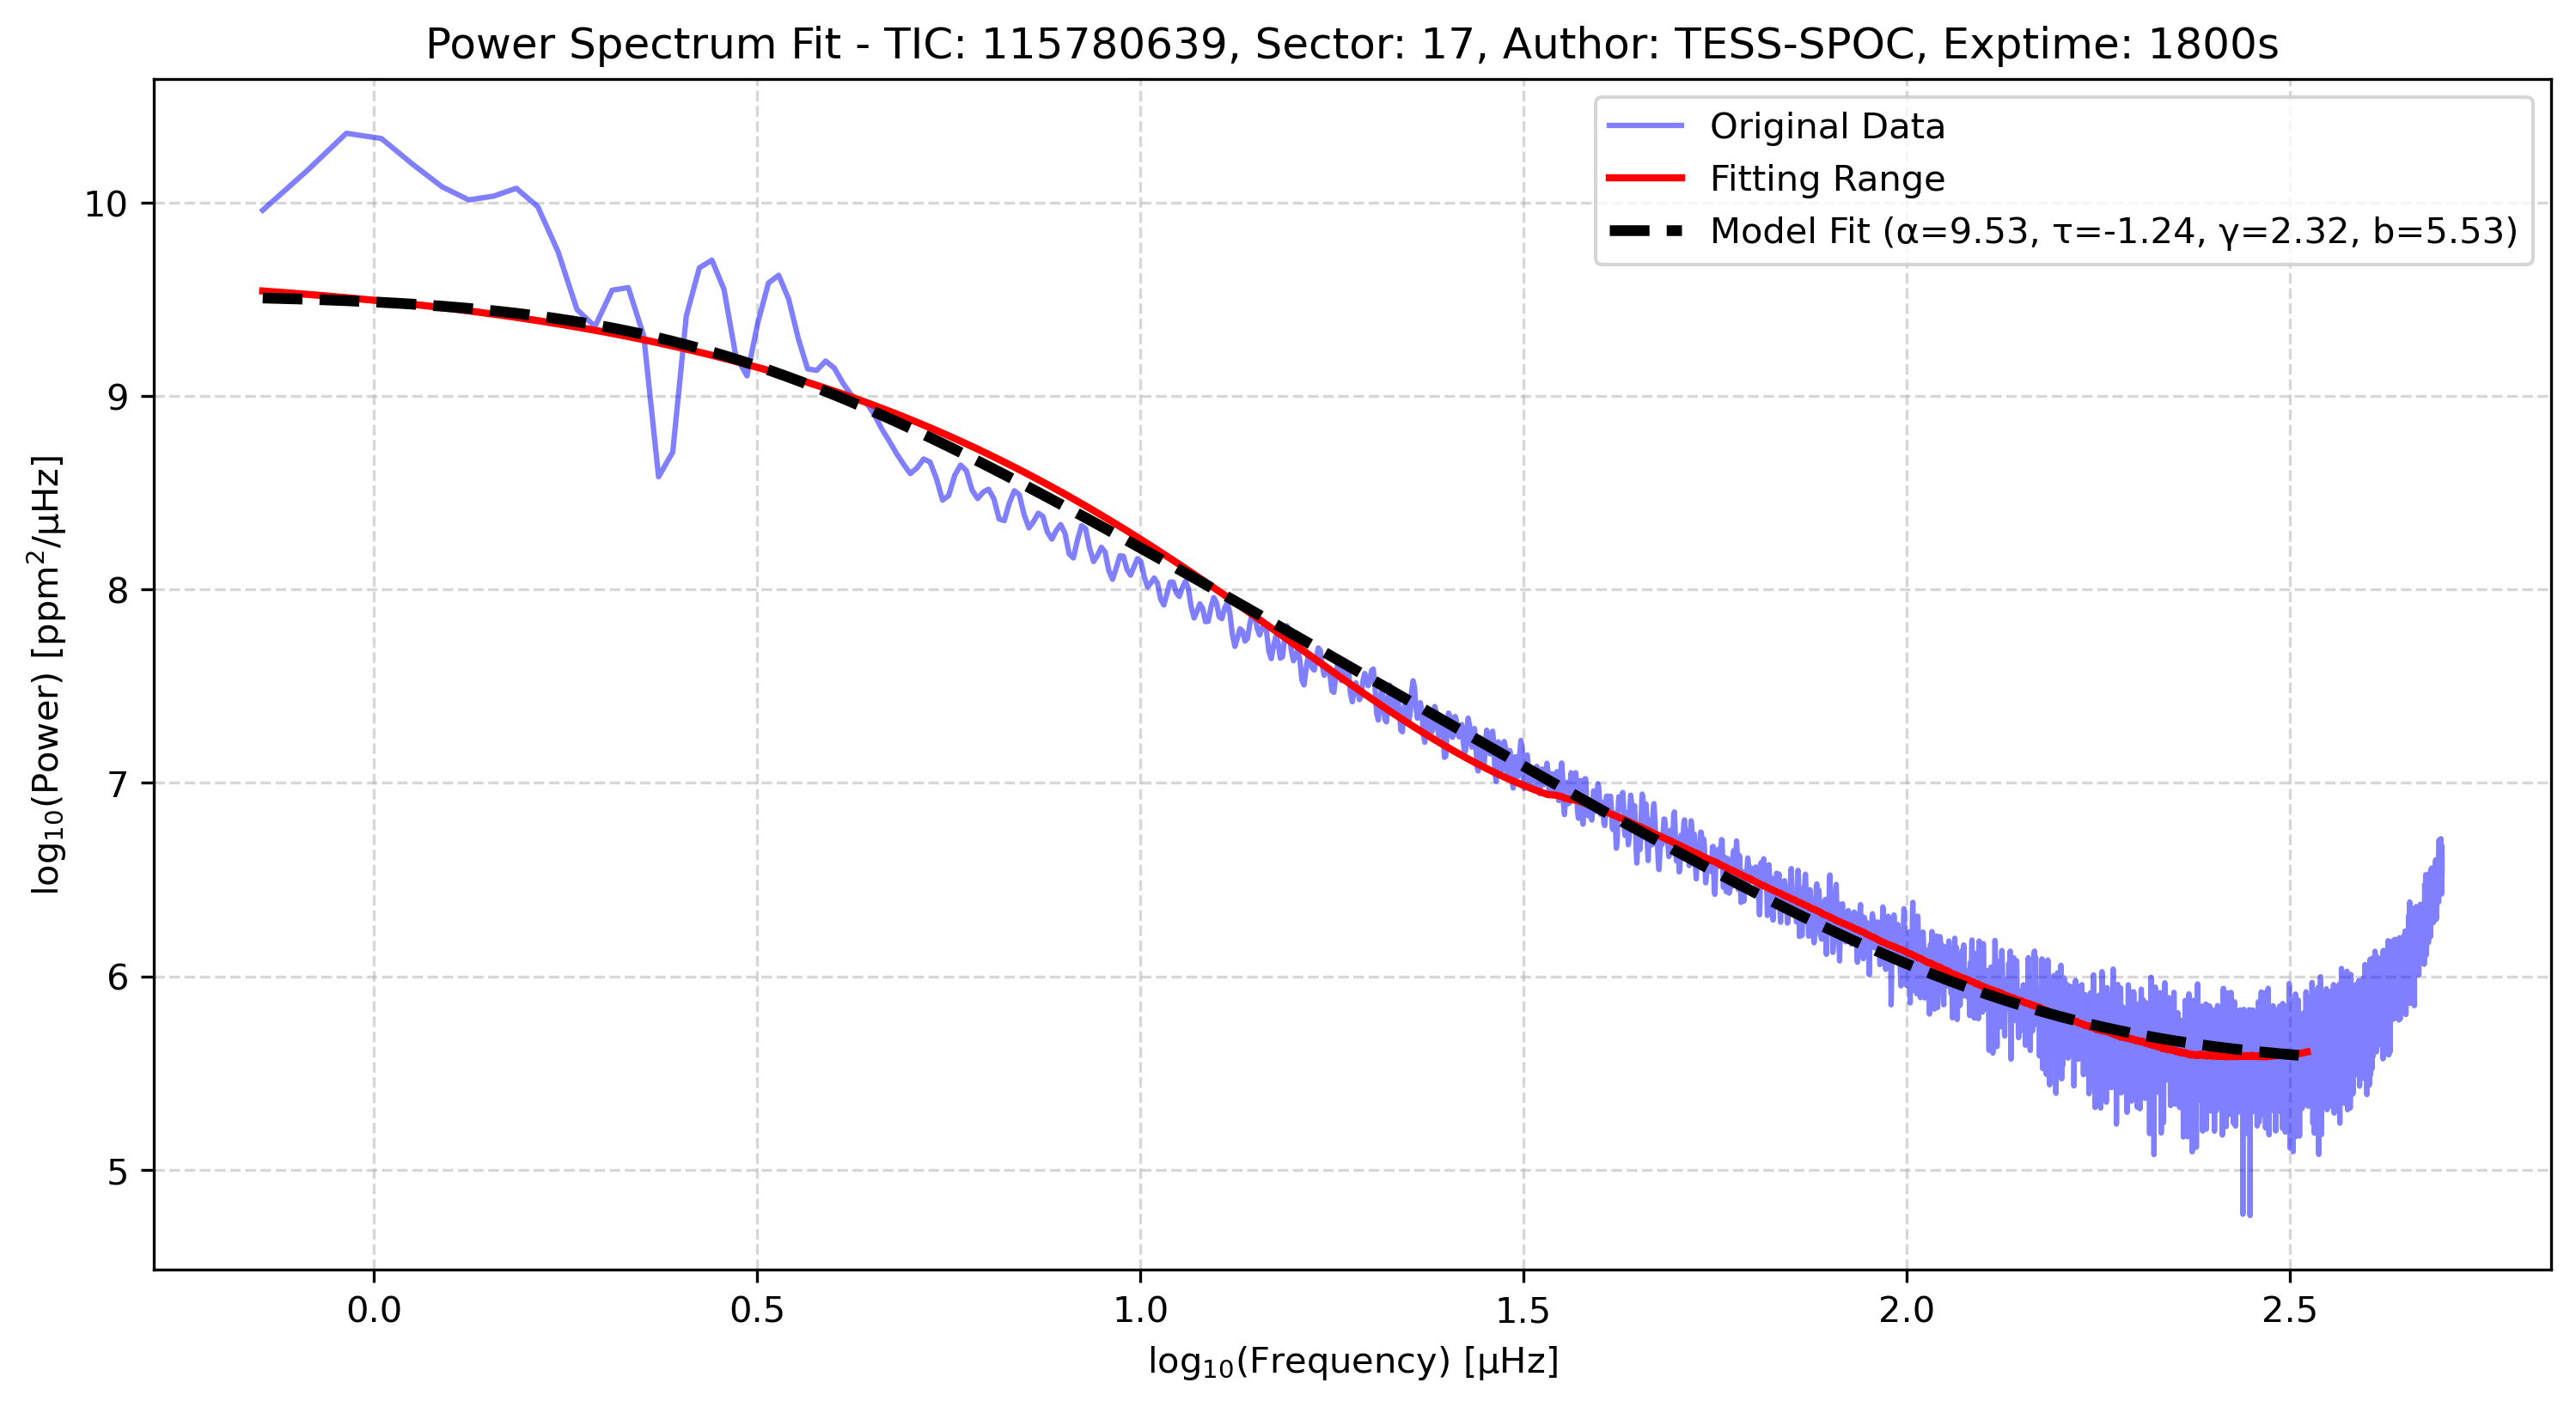 Power Spectrum Fit - TIC: 115780639, Sector: 17, Author: TESS-SPOC, Exptime: 1800s
Original Data
Fitting Range
Model Fit (α=9.53, τ=-1.24, γ=2.32, b=5.53)
log₁₀(Power) [ppm²/μHz]
10
9
8
7
6
5
0.0 0.5 1.0 1.5 2.0 2.5
log₁₀(Frequency) [μHz]